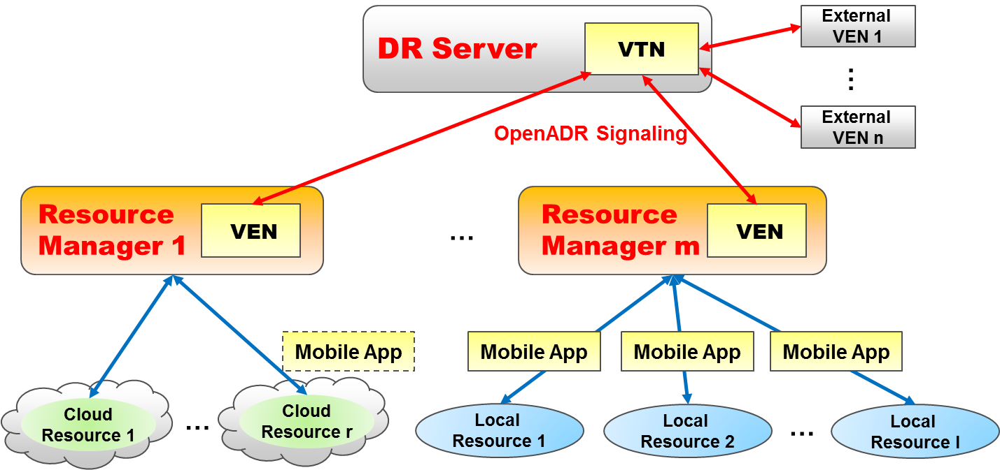 DR Server
VTN
External
VEN 1
...
External
VEN n
OpenADR Signaling
Resource
Manager 1
VEN
...
Resource
Manager m
VEN
Mobile App
Mobile App
Mobile App
Mobile App
Cloud
Resource 1
...
Cloud
Resource r
Local
Resource 1
Local
Resource 2
...
Local
Resource l